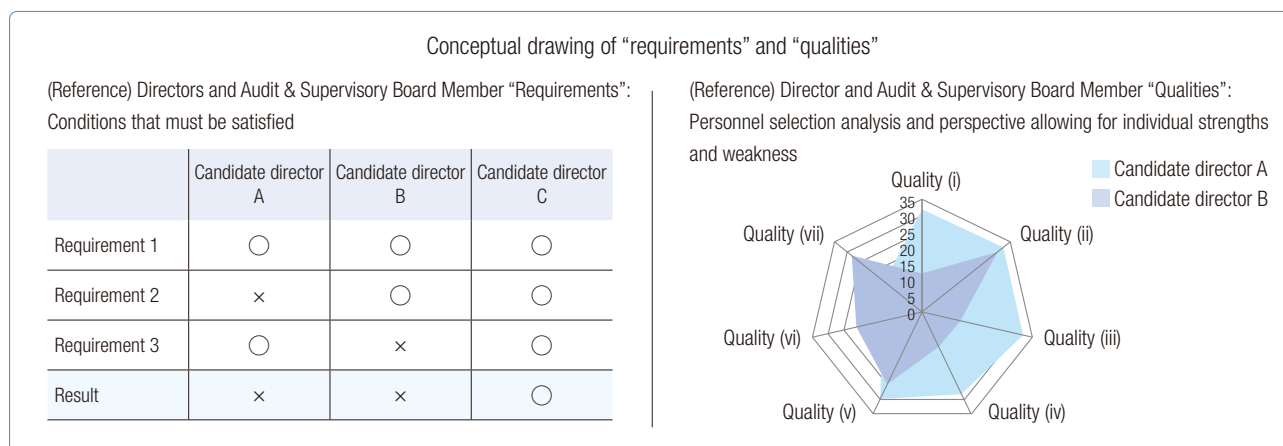 Conceptual drawing of “requirements” and “qualities”
(Reference) Directors and Audit & Supervisory Board Member “Requirements”:
Conditions that must be satisfied
Candidate director A Candidate director B Candidate director C
Requirement 1 ○ ○ ○
Requirement 2 × ○ ○
Requirement 3 ○ × ○
Result × × ○
(Reference) Director and Audit & Supervisory Board Member “Qualities”:
Personnel selection analysis and perspective allowing for individual strengths
and weakness
Candidate director A
Candidate director B
Quality (i)
Quality (ii)
Quality (iii)
Quality (iv)
Quality (v)
Quality (vi)
Quality (vii)
35
30
25
20
15
10
5
0